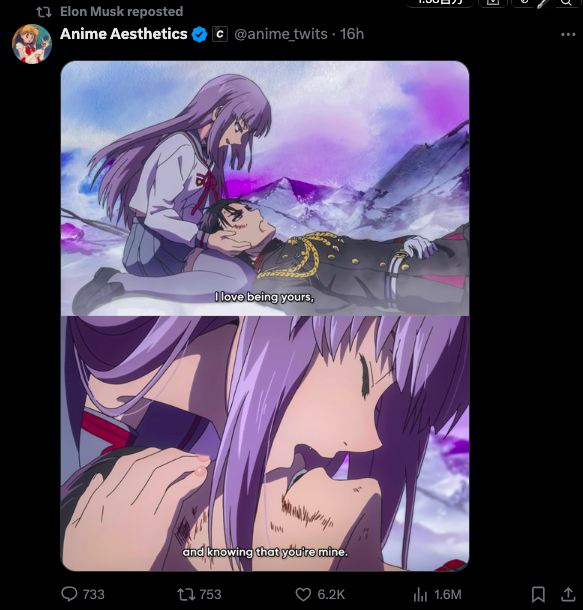 Elon Musk reposted
Anime Aesthetics C @anime_twits · 16h
I love being yours,
and knowing that you're mine.
733 753 6.2K 1.6M